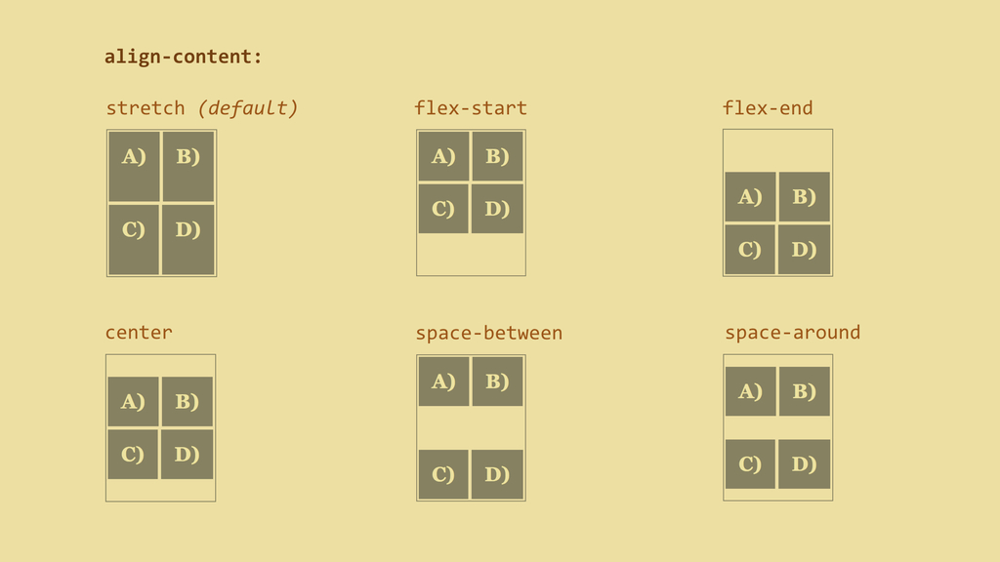 align-content:
stretch (default)
A) B)
C) D)
flex-start
A) B)
C) D)
flex-end
A) B)
C) D)
center
A) B)
C) D)
space-between
A) B)
C) D)
space-around
A) B)
C) D)